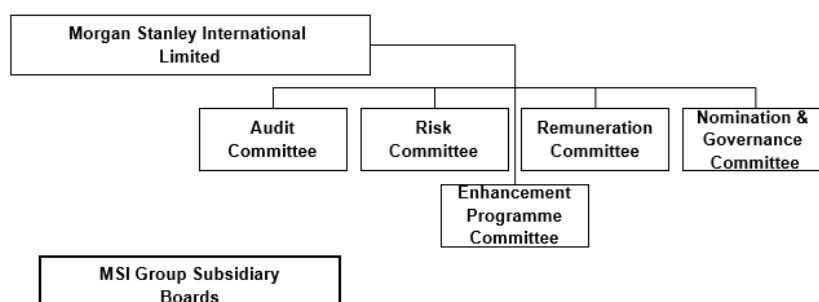 Morgan Stanley International
Limited
Audit
Committee
Risk
Committee
Remuneration
Committee
Nomination &
Governance
Committee
Enhancement
Programme
Committee
MSI Group Subsidiary
Boards